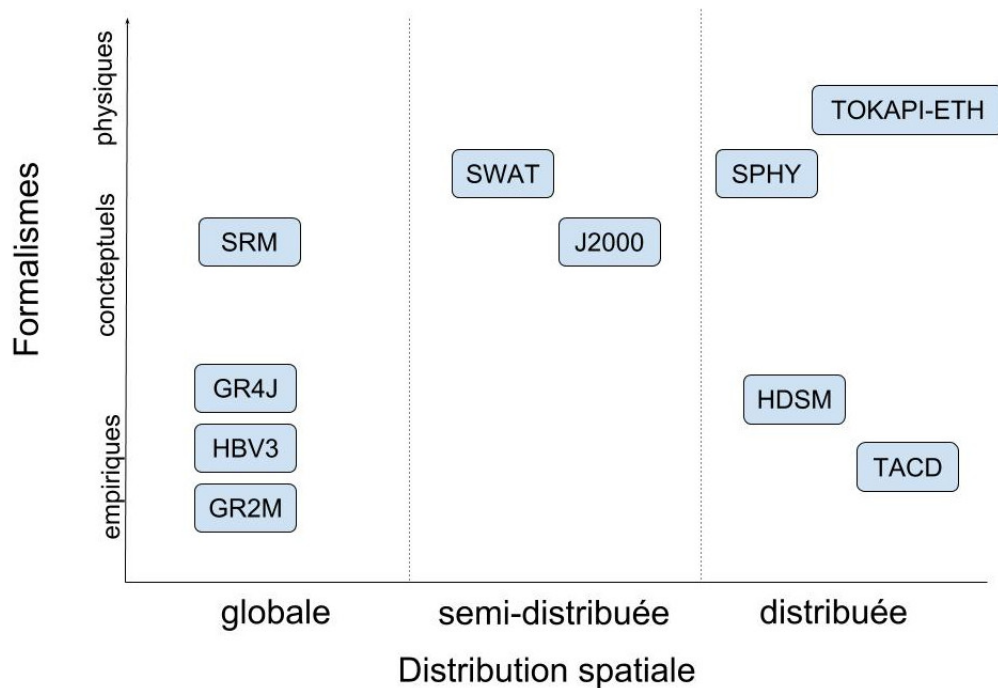 Formalismes
physiques
concteptuels
empiriques
TOKAPI-ETH
SWAT
SPHY
SRM
J2000
GR4J
HDSM
HBV3
TACD
GR2M
globale
semi-distribuée
distribuée
Distribution spatiale